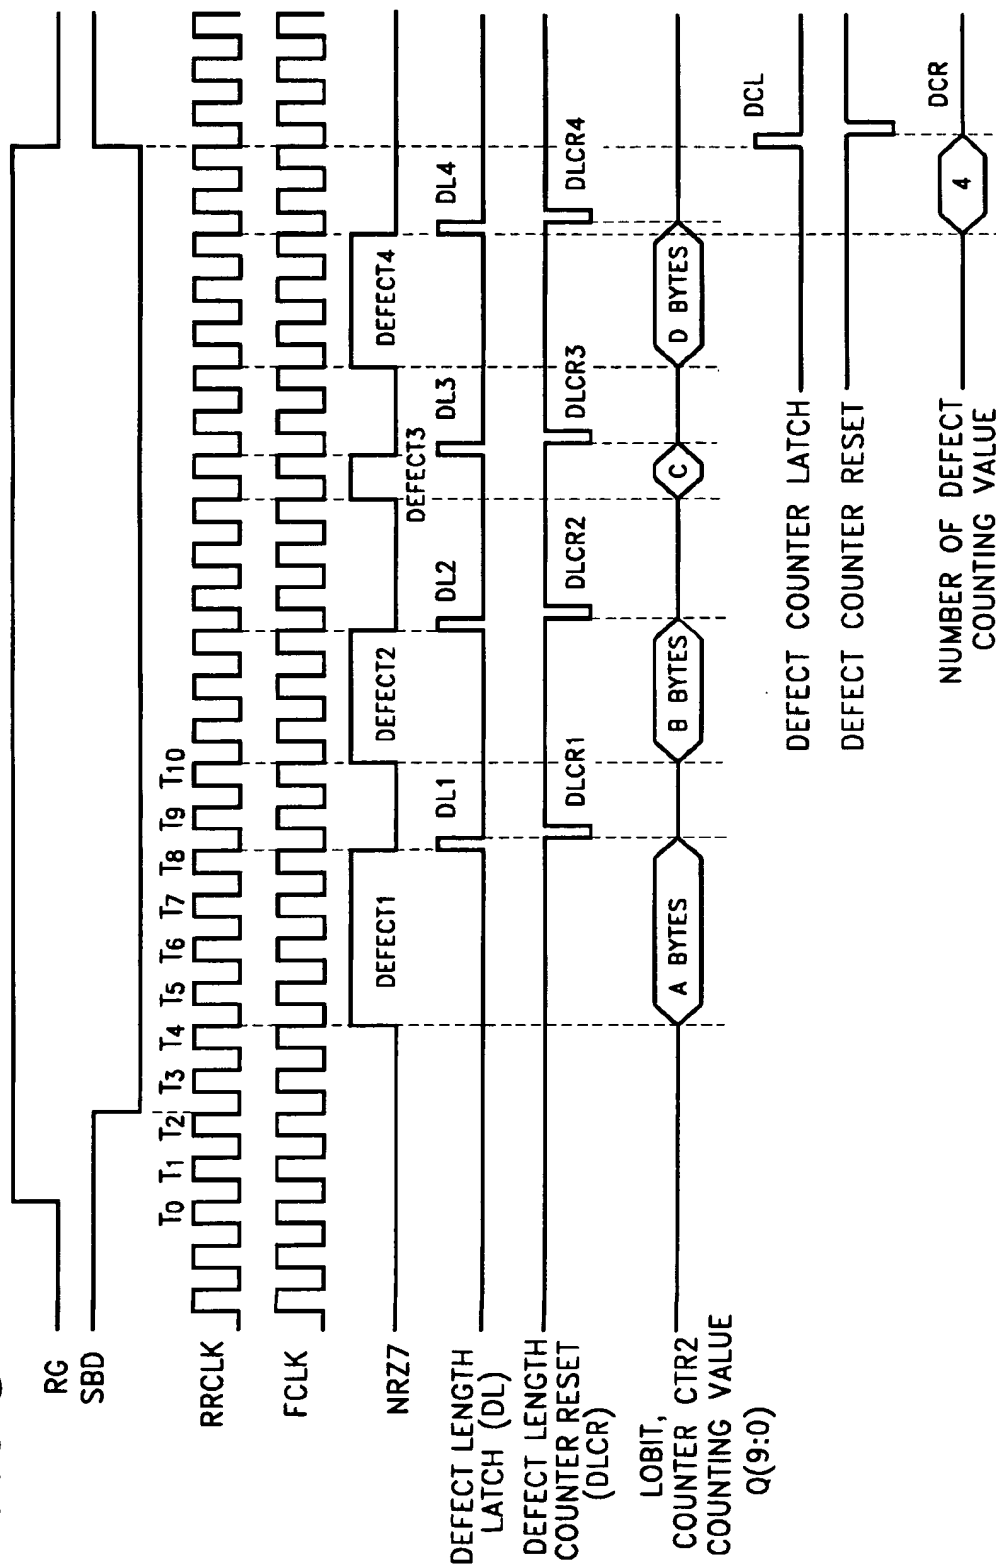 RG
SBD
T0 T1 T2 T3 T4 T5 T6 T7 T8 T9 T10
RRCLK
FCLK
NRZ7
DEFECT1
DEFECT2
DEFECT3
DEFECT4
DEFECT LENGTH
LATCH (DL)
DL1
DL2
DL3
DL4
DEFECT LENGTH
COUNTER RESET
(DLCR)
DLCR1
DLCR2
DLCR3
DLCR4
LOBIT,
COUNTER CTR2
COUNTING VALUE
Q(9:0)
A BYTES
B BYTES
C
D BYTES
DEFECT COUNTER LATCH
DCL
DEFECT COUNTER RESET
DCR
NUMBER OF DEFECT
COUNTING VALUE
4